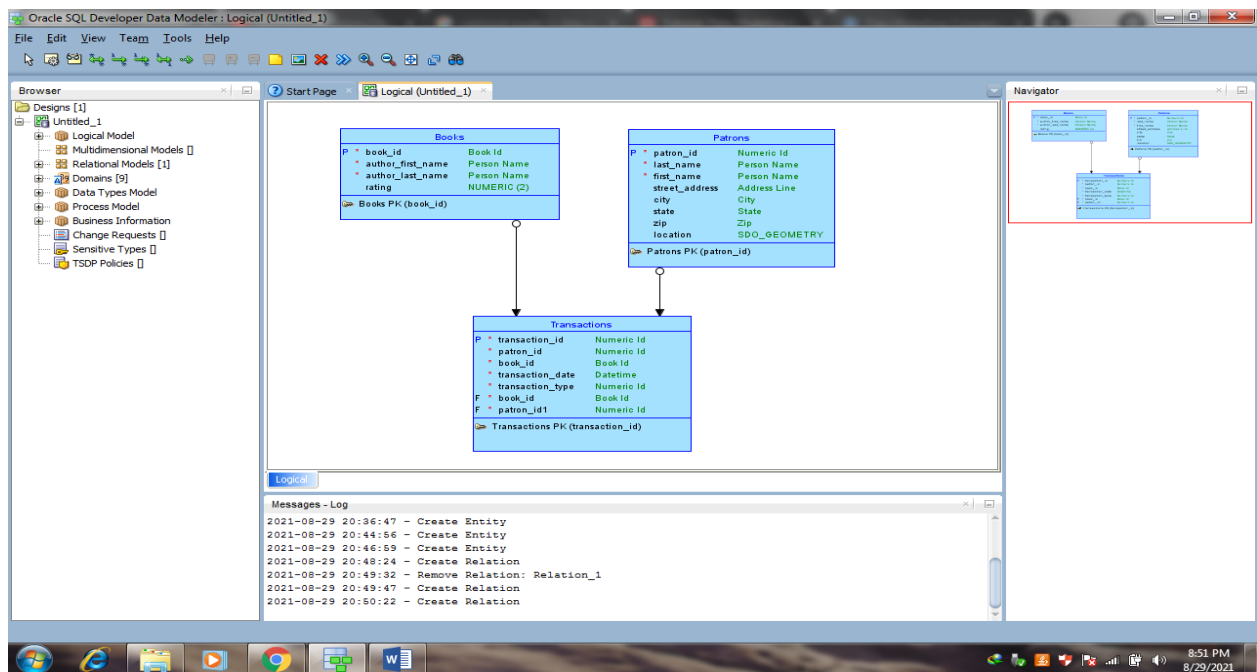 Oracle SQL Developer Data Modeler : Logical (Untitled_1)
File Edit View Team Tools Help
Browser
Designs [1]
Untitled_1
Logical Model
Multidimensional Models []
Relational Models [1]
Domains [9]
Data Types Model
Process Model
Business Information
Change Requests []
Sensitive Types []
TSDP Policies []
Start Page
Logical (Untitled_1)
Books
P * book_id Book Id
* author_first_name Person Name
* author_last_name Person Name
rating NUMERIC (2)
Books PK (book_id)
Patrons
P * patron_id Numeric Id
* last_name Person Name
* first_name Person Name
street_address Address Line
city City
state State
zip Zip
location SDO_GEOMETRY
Patrons PK (patron_id)
Transactions
P * transaction_id Numeric Id
* patron_id Numeric Id
* book_id Book Id
* transaction_date Datetime
* transaction_type Numeric Id
F * book_id Book Id
F * patron_id1 Numeric Id
Transactions PK (transaction_id)
Logical
Messages - Log
2021-08-29 20:36:47 - Create Entity
2021-08-29 20:44:56 - Create Entity
2021-08-29 20:46:59 - Create Entity
2021-08-29 20:48:24 - Create Relation
2021-08-29 20:49:32 - Remove Relation: Relation_1
2021-08-29 20:49:47 - Create Relation
2021-08-29 20:50:22 - Create Relation
Navigator
8:51 PM
8/29/2021